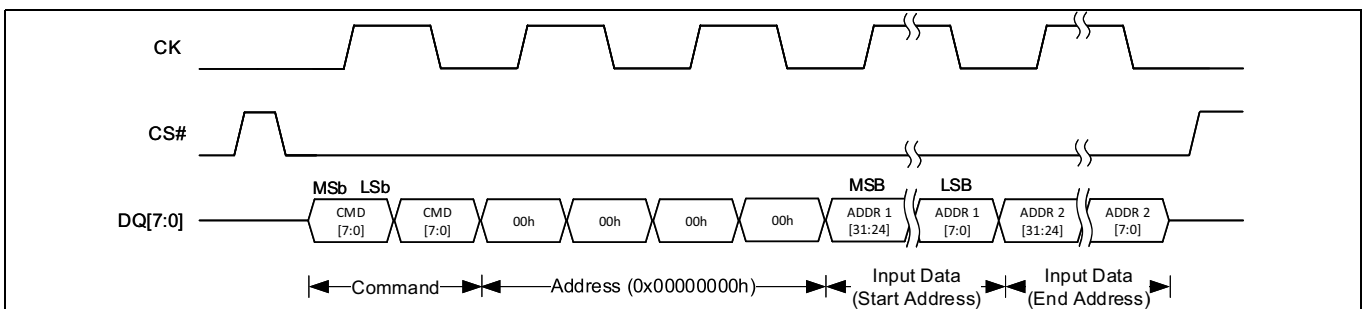 CK
CS#
MSb LSb MSB LSB
DQ[7:0]
CMD CMD 00h 00h 00h 00h ADDR 1 ADDR 1 ADDR 2 ADDR 2
[7:0] [7:0] [31:24] [7:0] [31:24] [7:0]
Command Address (0x00000000h) Input Data Input Data
(Start Address) (End Address)